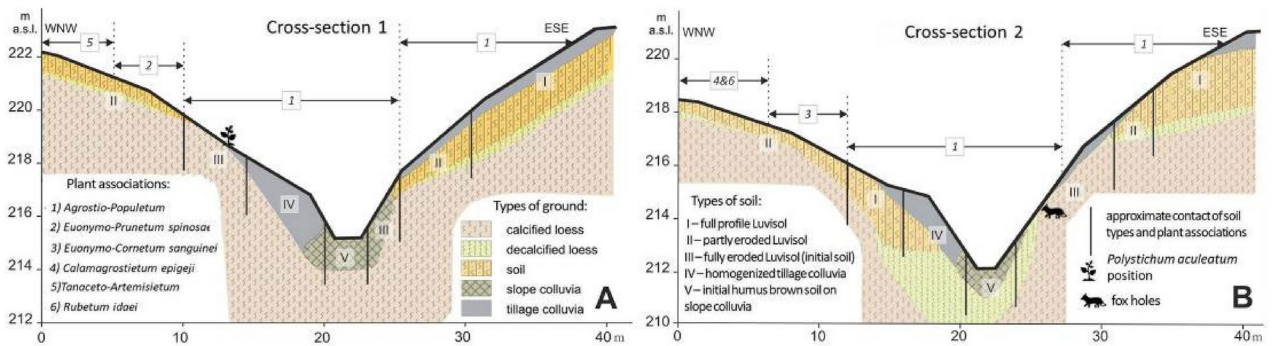 m
a.s.l.
WNW
Cross-section 1
ESE
5
2
1
1
222
220
218
216
214
212
0
10
20
30
40 m
II
III
IV
V
III
II
I
Plant associations:
1) Agrostio-Populetum
2) Euonymo-Prunetum spinosae
3) Euonymo-Cornetum sanguinei
4) Calamagrostietum epigeji
5)Tanaceto-Artemisietum
6) Rubetum idaei
Types of ground:
calcified loess
decalcified loess
soil
slope colluvia
tillage colluvia
A
m
a.s.l.
WNW
Cross-section 2
ESE
4&6
3
1
1
220
218
216
214
212
210
0
10
20
30
40 m
II
I
IV
V
III
II
I
Types of soil:
I – full profile Luvisol
II – partly eroded Luvisol
III – fully eroded Luvisol (initial soil)
IV – homogenized tillage colluvia
V – initial humus brown soil on
slope colluvia
approximate contact of soil
types and plant associations
Polystichum aculeatum
position
fox holes
B